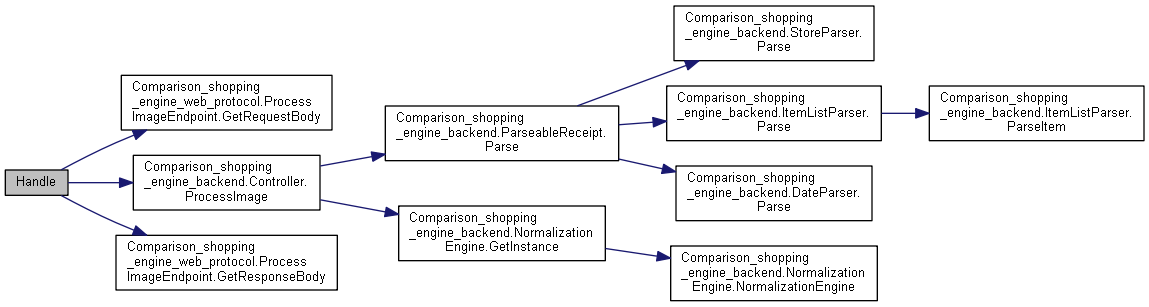 Handle
Comparison_shopping
_engine_web_protocol.Process
ImageEndpoint.GetRequestBody
Comparison_shopping
_engine_backend.Controller.
ProcessImage
Comparison_shopping
_engine_web_protocol.Process
ImageEndpoint.GetResponseBody
Comparison_shopping
_engine_backend.ParseableReceipt.
Parse
Comparison_shopping
_engine_backend.Normalization
Engine.GetInstance
Comparison_shopping
_engine_backend.StoreParser.
Parse
Comparison_shopping
_engine_backend.ItemListParser.
Parse
Comparison_shopping
_engine_backend.DateParser.
Parse
Comparison_shopping
_engine_backend.Normalization
Engine.NormalizationEngine
Comparison_shopping
_engine_backend.ItemListParser.
ParseItem